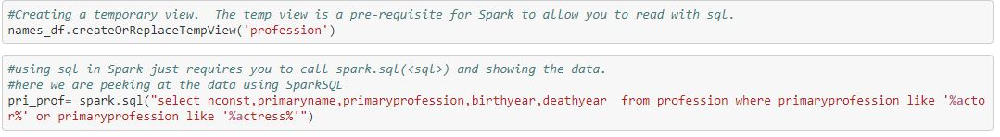 #Creating a temporary view.  The temp view is a pre-requisite for Spark to allow you to read with sql.
names_df.createOrReplaceTempView('profession')
#using sql in Spark just requires you to call spark.sql(<sql>) and showing the data.
#here we are peeking at the data using SparkSQL
pri_prof= spark.sql("select nconst,primaryname,primaryprofession,birthyear,deathyear  from profession where primaryprofession like '%acto
r%' or primaryprofession like '%actress%'")